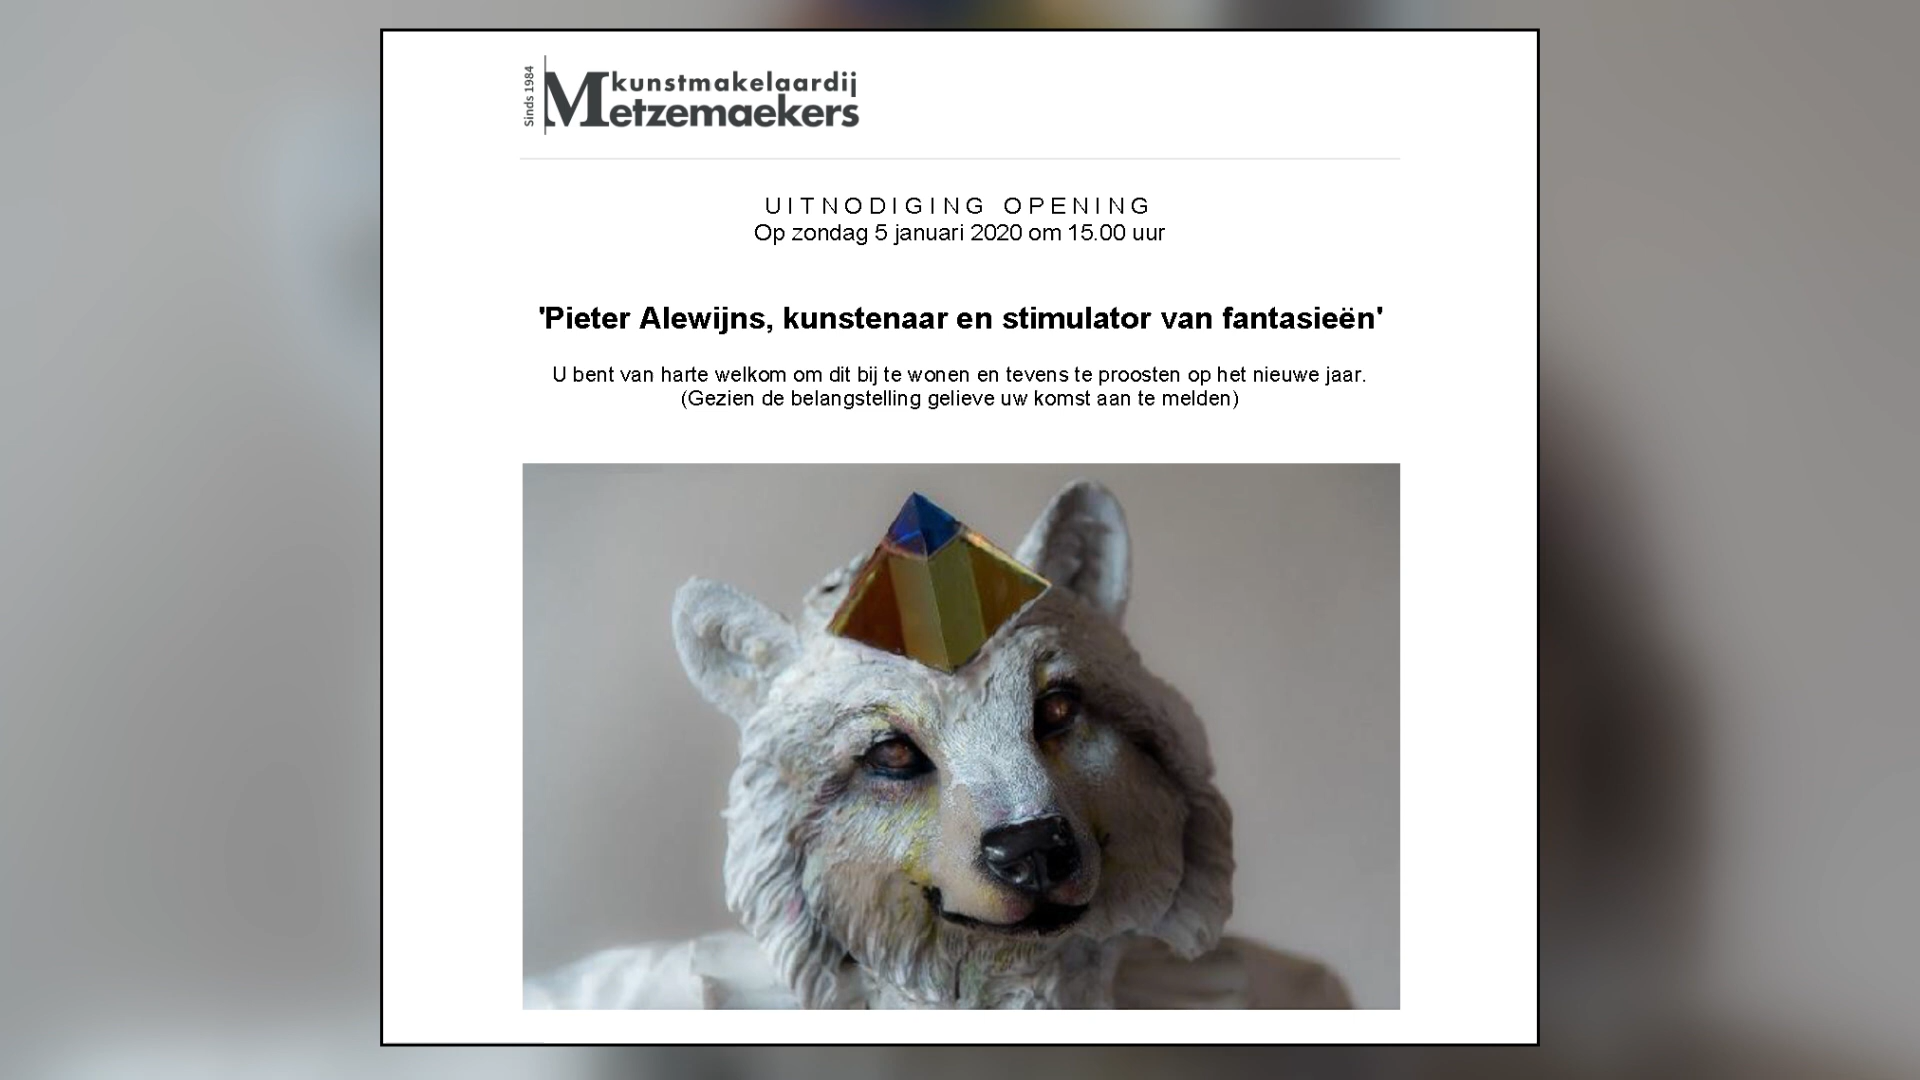 Sinds 1984
kunstmakelaardij
Metzemaekers
UITNODIGING OPENING
Op zondag 5 januari 2020 om 15.00 uur
'Pieter Alewijns, kunstenaar en stimulator van fantasieën'
U bent van harte welkom om dit bij te wonen en tevens te proosten op het nieuwe jaar.
(Gezien de belangstelling gelieve uw komst aan te melden)